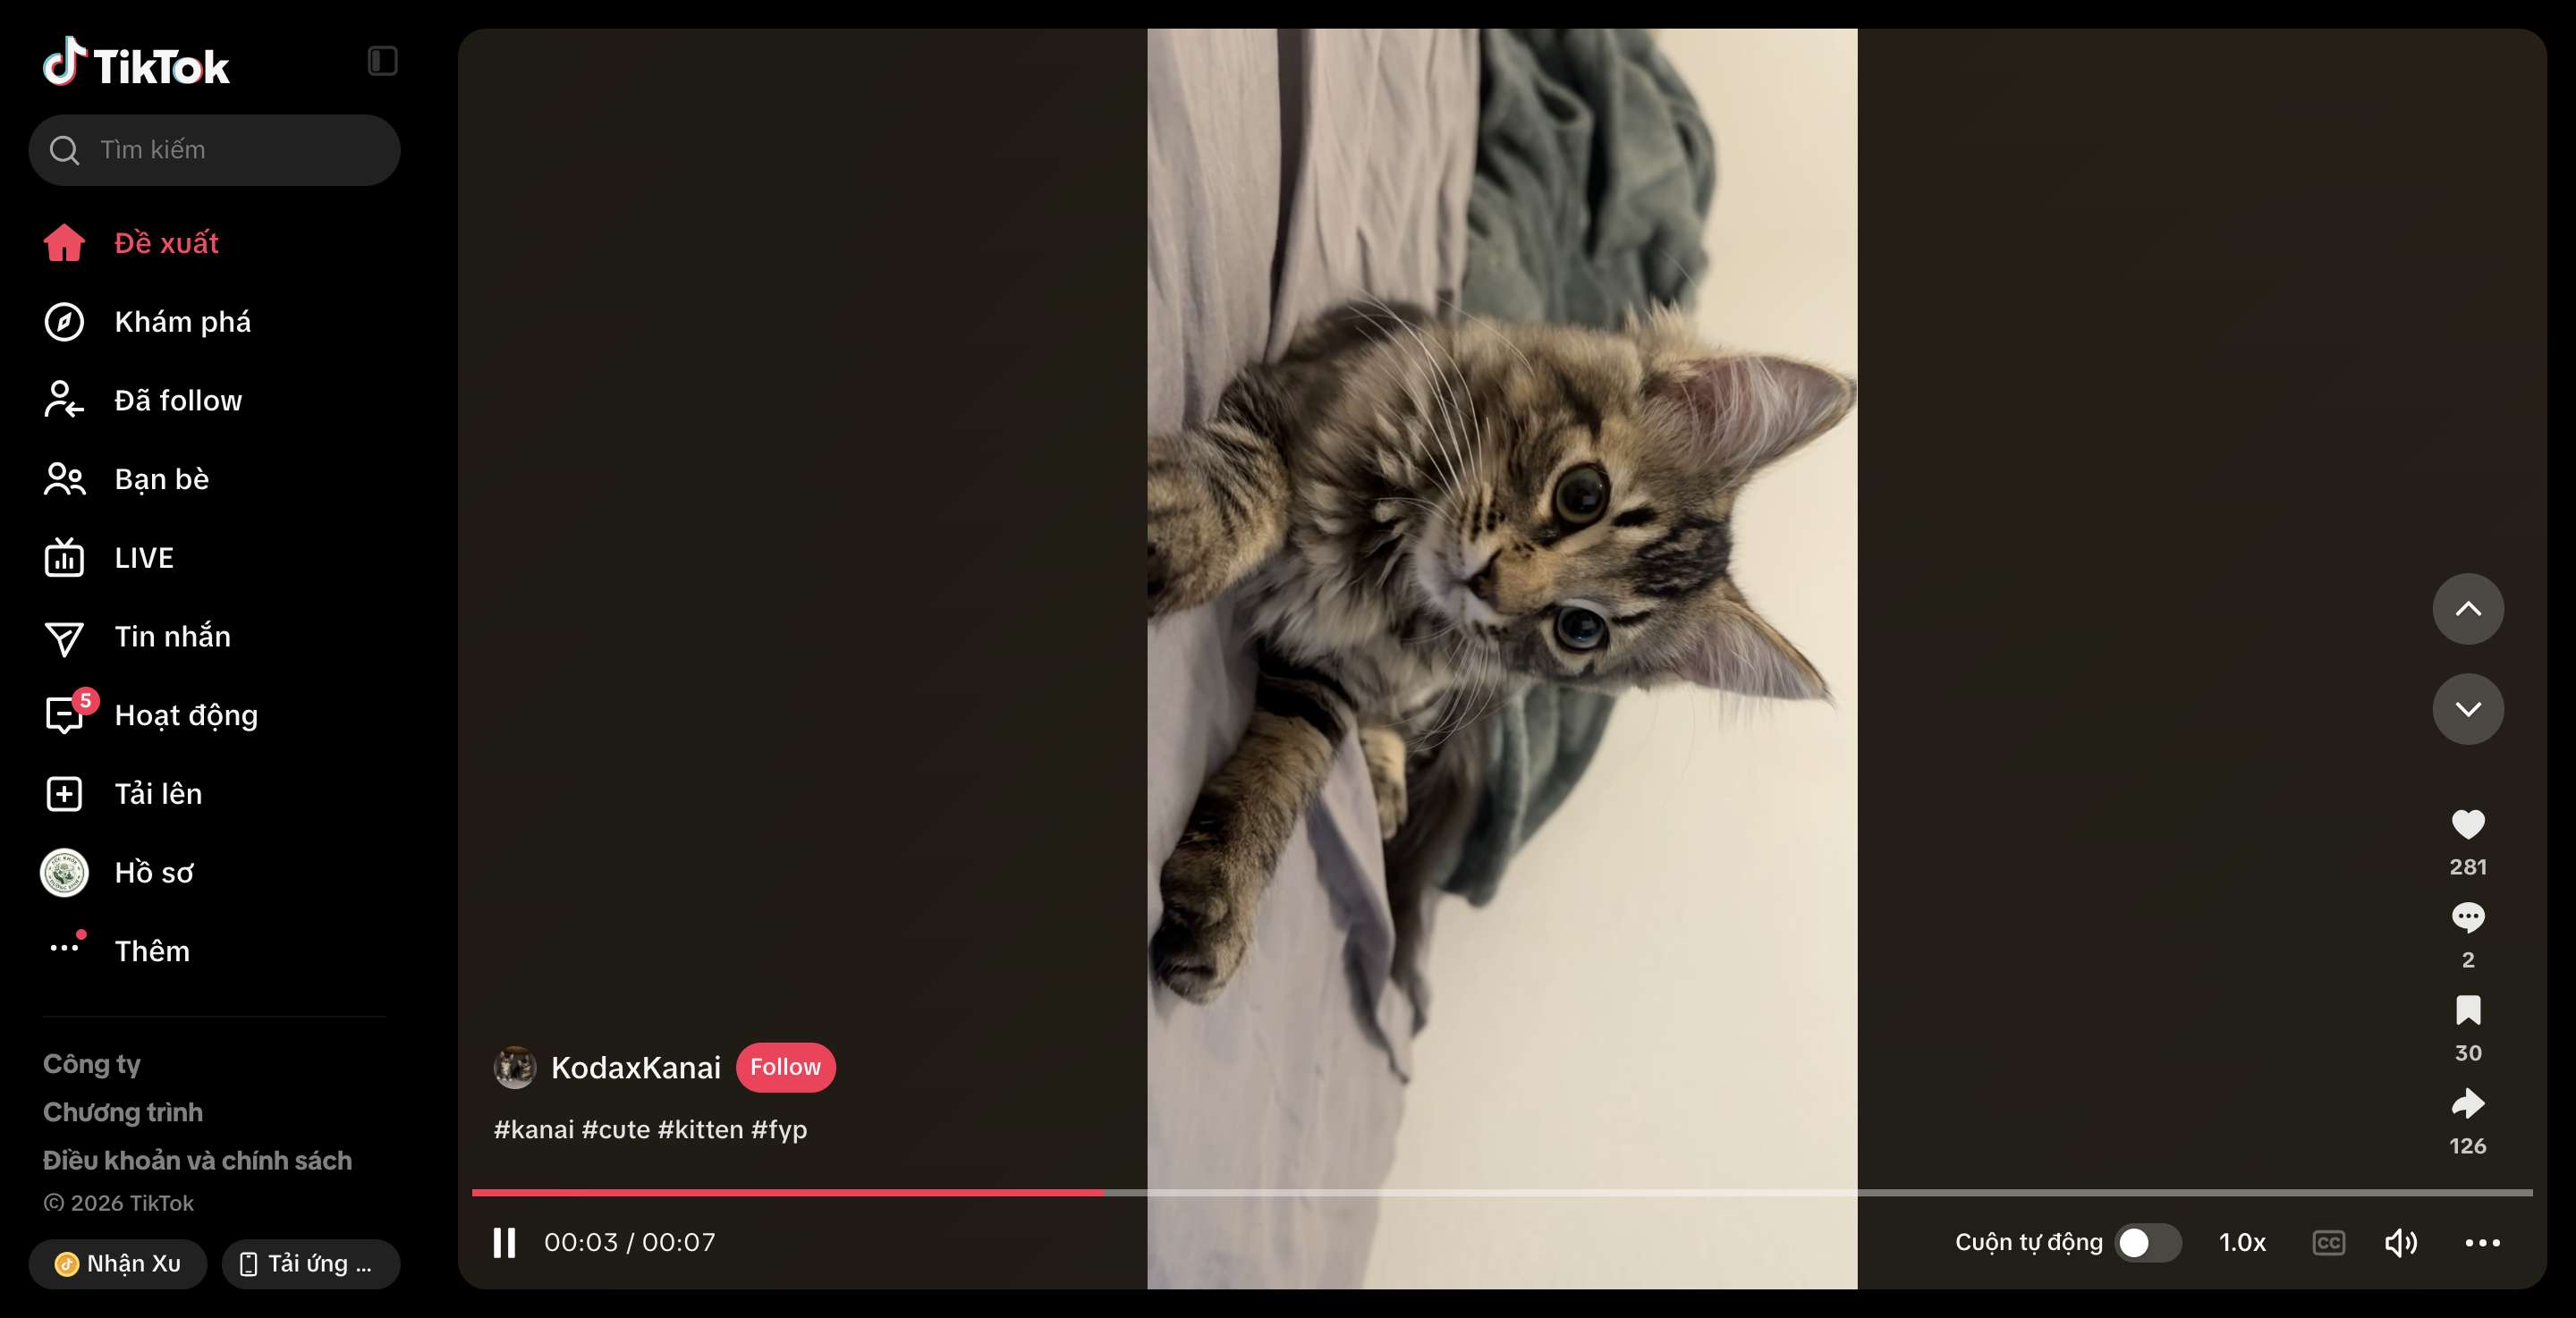 TikTok
Tìm kiếm
Đề xuất
Khám phá
Đã follow
Bạn bè
LIVE
Tin nhắn
5
Hoạt động
Tải lên
Hồ sơ
Thêm
Công ty
Chương trình
Điều khoản và chính sách
© 2026 TikTok
Nhận Xu
Tải ứng ...
281
2
30
126
KodaxKanai
Follow
#kanai #cute #kitten #fyp
00:03 / 00:07
Cuộn tự động
1.0x
CC